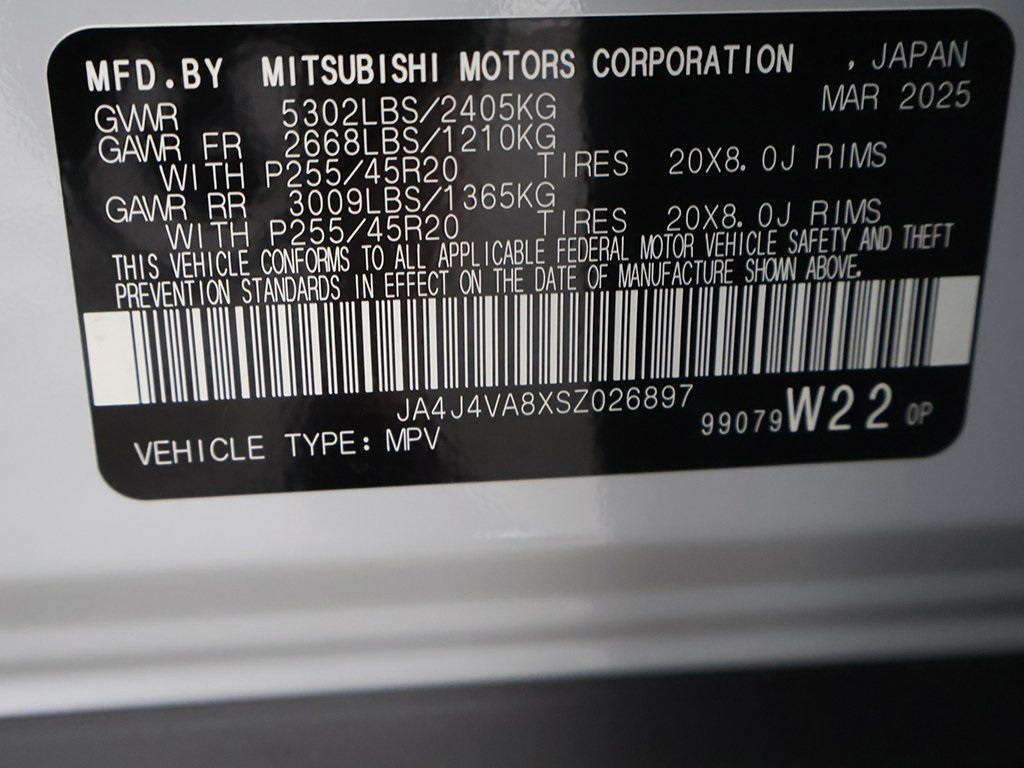 MFD.BY MITSUBISHI MOTORS CORPORATION , JAPAN
MAR 2025
GVWR 5302LBS/2405KG
GAWR FR 2668LBS/1210KG
WITH P255/45R20 TIRES 20X8.0J RIMS
GAWR RR 3009LBS/1365KG
WITH P255/45R20 TIRES 20X8.0J RIMS
THIS VEHICLE CONFORMS TO ALL APPLICABLE FEDERAL MOTOR VEHICLE SAFETY AND THEFT
PREVENTION STANDARDS IN EFFECT ON THE DATE OF MANUFACTURE SHOWN ABOVE.
JA4J4VA8XSZ026897
99079 W22 0P
VEHICLE TYPE: MPV